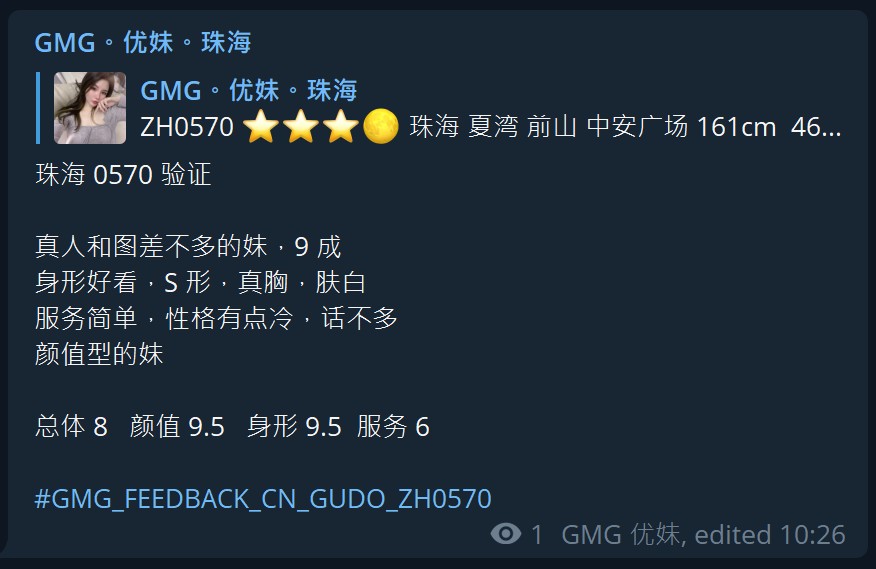 GMG。优妹。珠海
GMG。优妹。珠海
ZH0570 ⭐⭐⭐🌕 珠海 夏湾 前山 中安广场 161cm 46...
珠海 0570 验证
真人和图差不多的妹，9 成
身形好看，S 形，真胸，肤白
服务简单，性格有点冷，话不多
颜值型的妹
总体 8 颜值 9.5 身形 9.5 服务 6
#GMG_FEEDBACK_CN_GUDO_ZH0570
1 GMG 优妹, edited 10:26